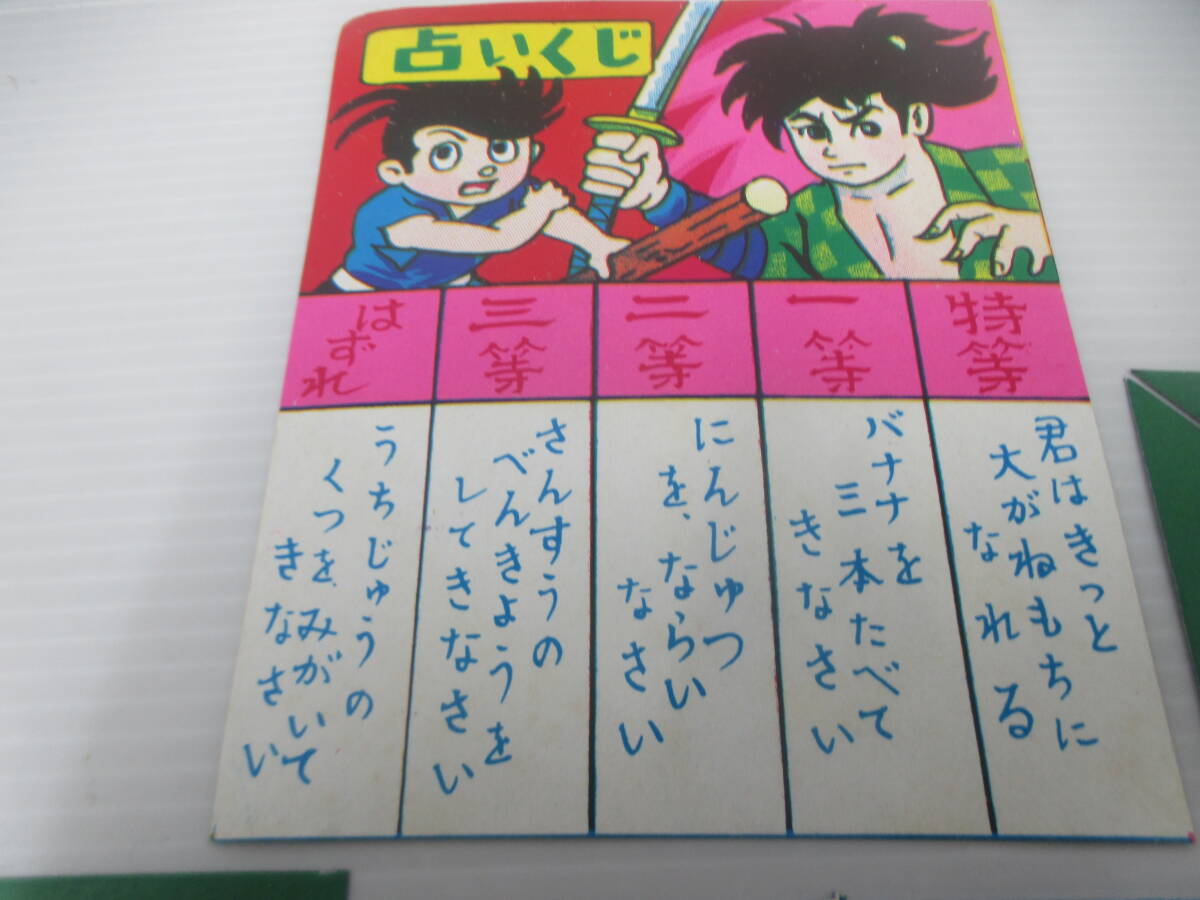 占いくじ
特等
一等
二等
三等
はずれ
君はきっと
大がねもちに
なれる
バナナを
三本たべて
きなさい
にんじゅつ
を、ならい
なさい
さんすうの
べんきようを
してきなさい
うちじゅうの
くつを、みがいて
きなさい